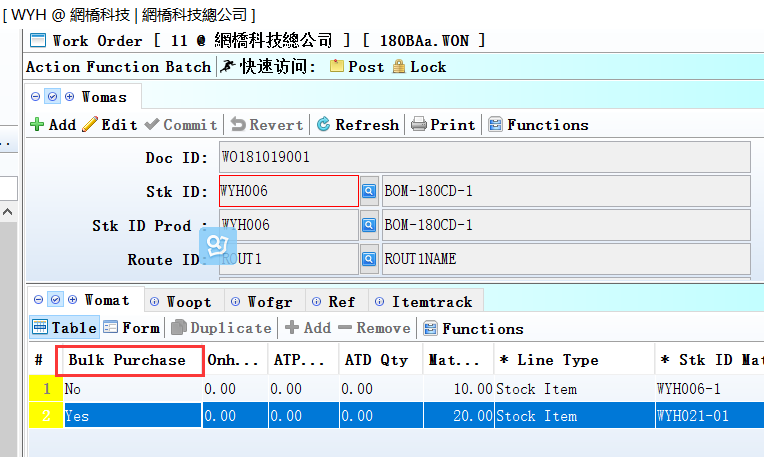 [ WYH @ 網橋科技 | 網橋科技總公司 ]
Work Order [ 11 @ 網橋科技總公司 ] [ 180BAa.WON ]
Action Function Batch 快速访问: Post Lock
Womas
Add Edit Commit Revert Refresh Print Functions
Doc ID: WO181019001
Stk ID: WYH006 BOM-180CD-1
Stk ID Prod : WYH006 BOM-180CD-1
Route ID: ROUT1 ROUT1NAME
Womat Woopt Wofgr Ref Itemtrack
Table Form Duplicate Add Remove Functions
# Bulk Purchase Onh... ATP... ATD Qty Mat... * Line Type * Stk ID Mat
1 No 0.00 0.00 0.00 10.00 Stock Item WYH006-1
2 Yes 0.00 0.00 0.00 20.00 Stock Item WYH021-01